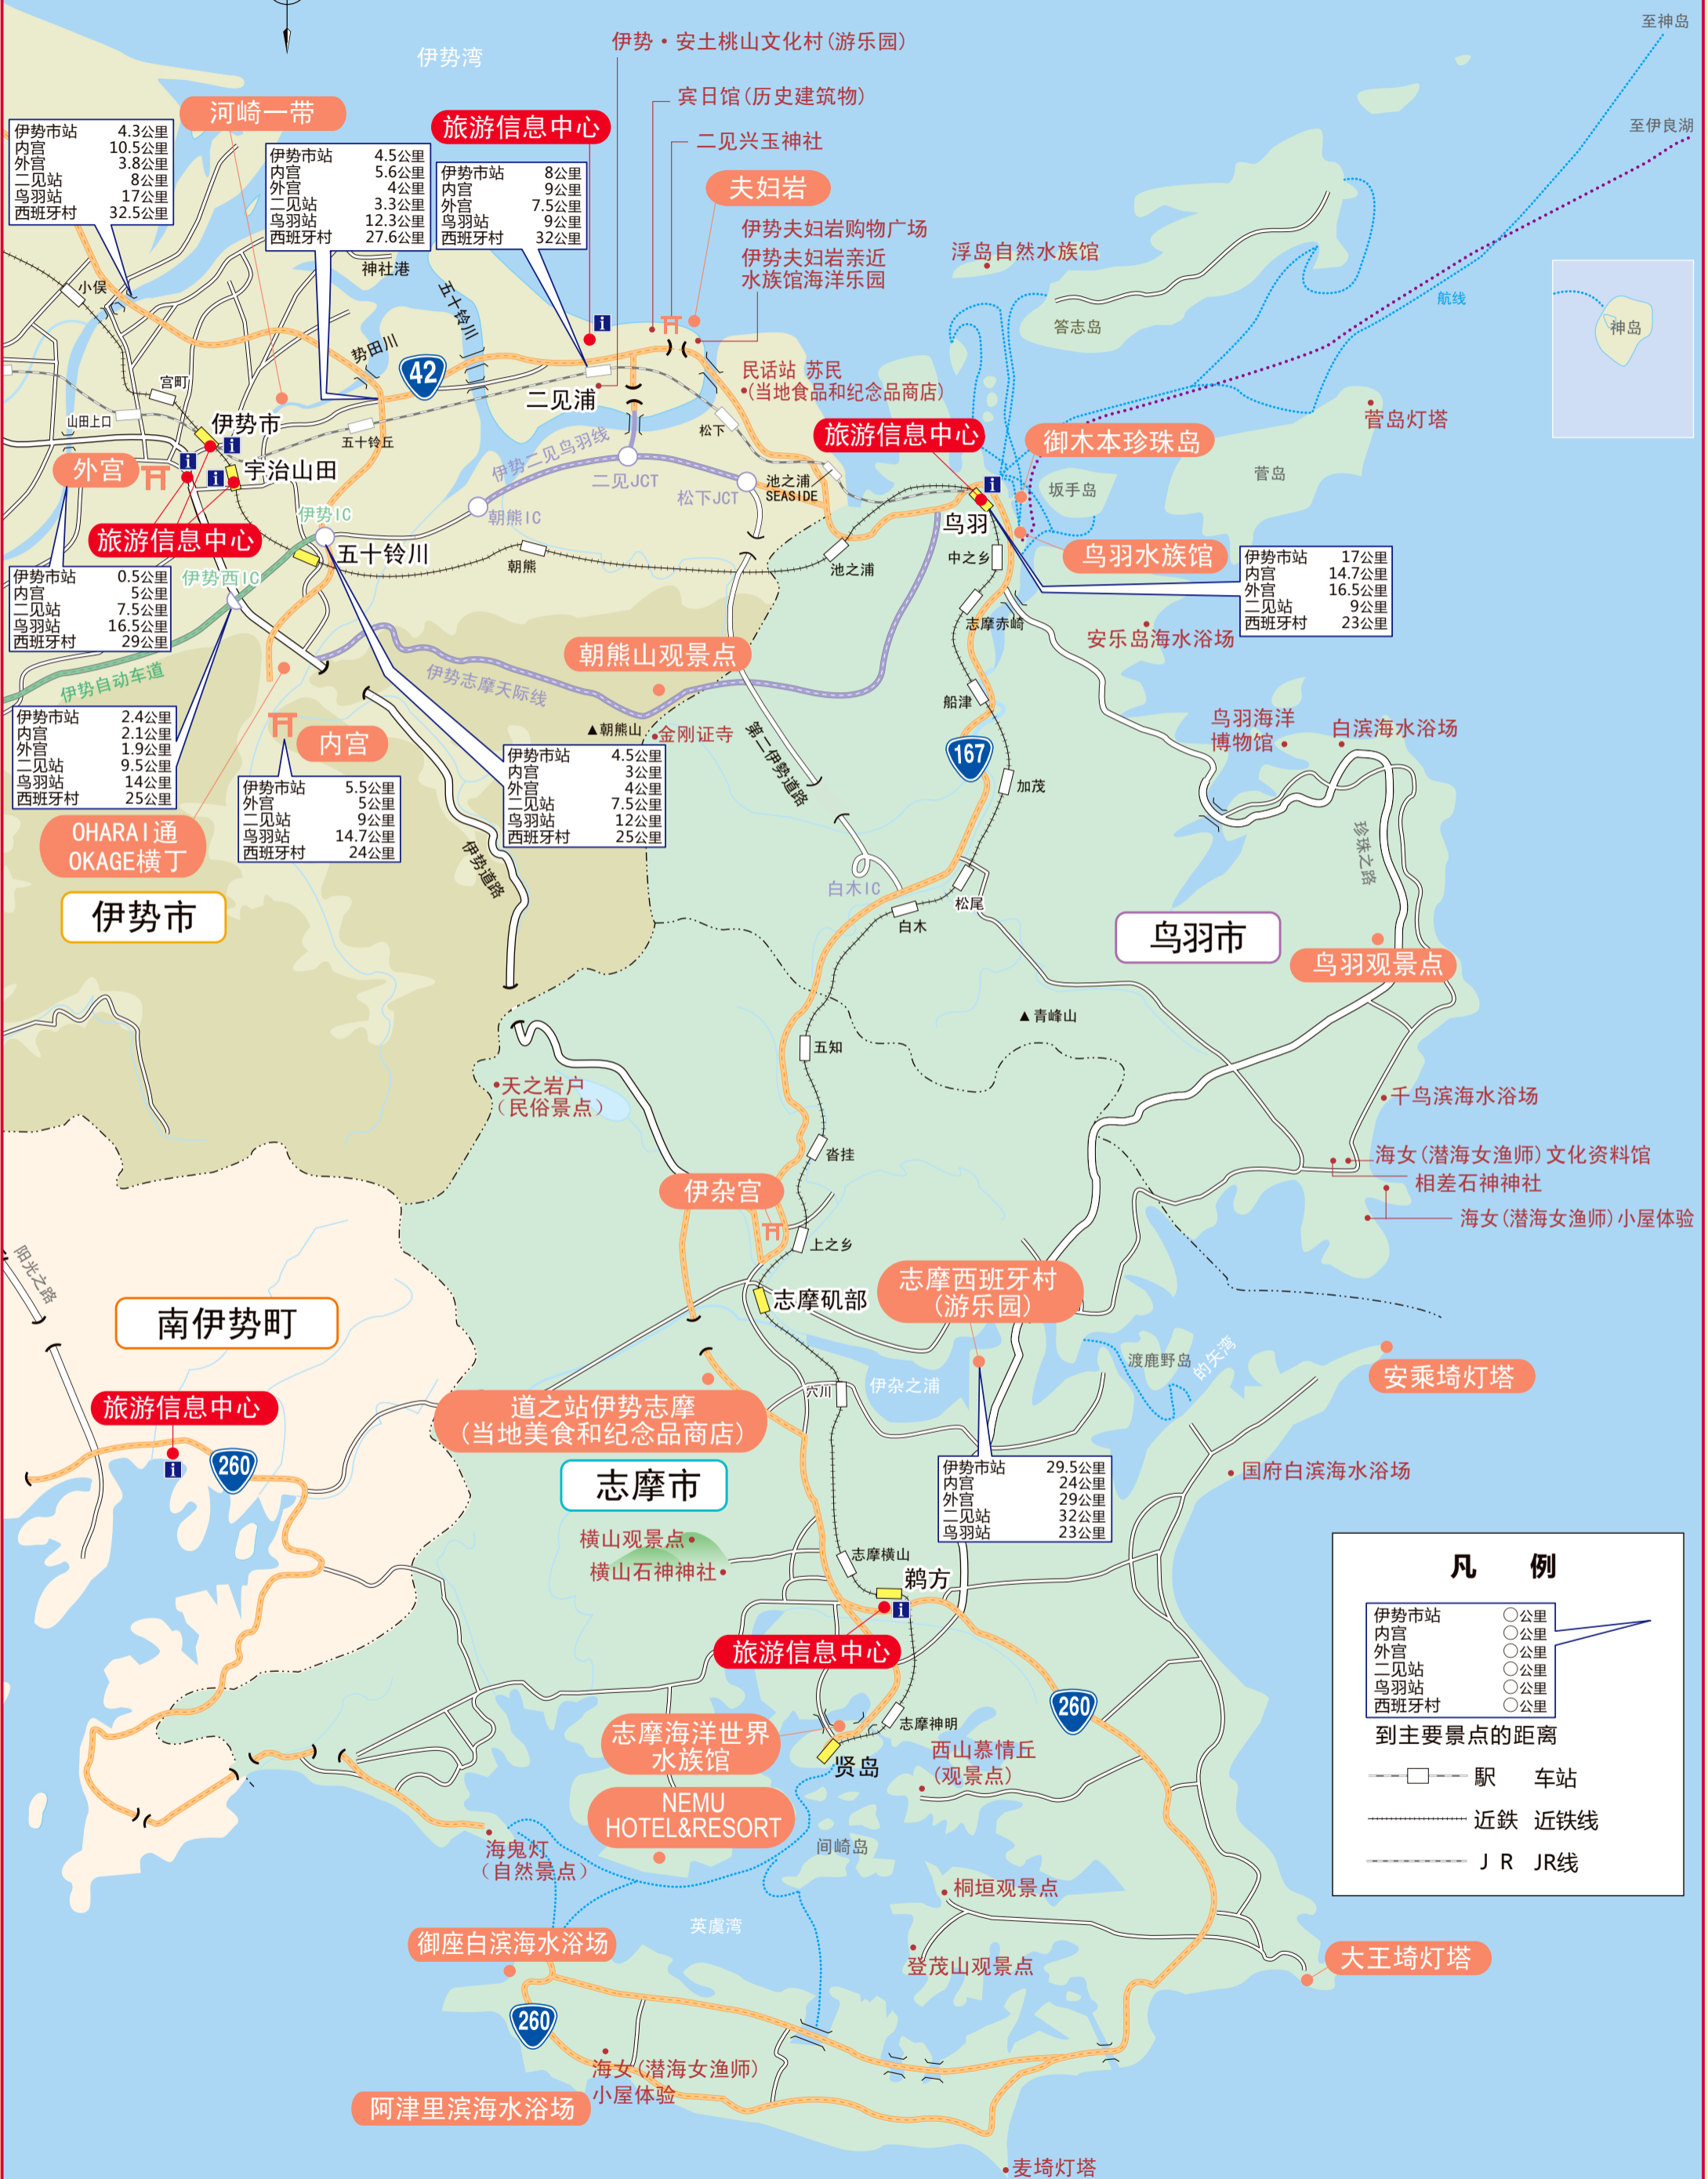 至神岛
伊势湾
伊势・安土桃山文化村(游乐园)
宾日馆(历史建筑物)
河崎一带
旅游信息中心
至伊良湖
二见兴玉神社
伊势市站 4.3公里
内宫 10.5公里
外宫 3.8公里
二见站 8公里
鸟羽站 17公里
西班牙村 32.5公里
伊势市站 4.5公里
内宫 5.6公里
外宫 4公里
二见站 3.3公里
鸟羽站 12.3公里
西班牙村 27.6公里
伊势市站 8公里
内宫 9公里
外宫 7.5公里
鸟羽站 9公里
西班牙村 32公里
夫妇岩
伊势夫妇岩购物广场
伊势夫妇岩亲近
水族馆海洋乐园
浮岛自然水族馆
神社港
小俣
五十铃川
势田川
航线
答志岛
神岛
42
民话站 苏民
(当地食品和纪念品商店)
宫町
二见浦
山田上口
伊势市
五十铃丘
松下
旅游信息中心
御木本珍珠岛
菅岛灯塔
外宫
宇治山田
伊势二见鸟羽线
二见JCT
松下JCT
池之浦
SEASIDE
坂手岛
菅岛
伊势IC
朝熊IC
旅游信息中心
五十铃川
朝熊
池之浦
鸟羽
中之乡
鸟羽水族馆
伊势西IC
伊势市站 0.5公里
内宫 5公里
二见站 7.5公里
鸟羽站 16.5公里
西班牙村 29公里
伊势市站 17公里
内宫 14.7公里
外宫 16.5公里
二见站 9公里
西班牙村 23公里
志摩赤崎
安乐岛海水浴场
朝熊山观景点
伊势自动车道
伊势志摩天际线
船津
伊势市站 2.4公里
内宫 2.1公里
外宫 1.9公里
二见站 9.5公里
鸟羽站 14公里
西班牙村 25公里
内宫
▲朝熊山
金刚证寺
第二伊勢道路
167
鸟羽海洋
博物馆
白滨海水浴场
伊势市站 5.5公里
外宫 5公里
二见站 9公里
鸟羽站 14.7公里
西班牙村 24公里
伊势市站 4.5公里
内宫 3公里
外宫 4公里
二见站 7.5公里
鸟羽站 12公里
西班牙村 25公里
加茂
OHARAI通
OKAGE横丁
伊势道路
珍珠之路
白木IC
松尾
白木
伊势市
鸟羽市
鸟羽观景点
▲青峰山
五知
天之岩户
(民俗景点)
千鸟滨海水浴场
沓挂
海女(潜海女渔师)文化资料馆
相差石神神社
伊杂宫
海女(潜海女渔师)小屋体验
上之乡
阳光之路
志摩西班牙村
(游乐园)
志摩矶部
南伊势町
的矢湾
渡鹿野岛
安乘埼灯塔
伊杂之浦
穴川
旅游信息中心
道之站伊势志摩
(当地美食和纪念品商店)
260
志摩市
伊势市站 29.5公里
内宫 24公里
外宫 29公里
二见站 32公里
鸟羽站 23公里
国府白滨海水浴场
横山观景点
横山石神神社
志摩横山
鹈方
凡 例
伊势市站 〇公里
内宫 〇公里
外宫 〇公里
二见站 〇公里
鸟羽站 〇公里
西班牙村 〇公里
到主要景点的距离
駅 车站
近鉄 近铁线
J R JR线
旅游信息中心
260
志摩神明
志摩海洋世界
水族馆
贤岛
西山慕情丘
(观景点)
NEMU
HOTEL&RESORT
间崎岛
海鬼灯
(自然景点)
桐垣观景点
英虞湾
御座白滨海水浴场
登茂山观景点
大王埼灯塔
260
海女(潜海女渔师)
小屋体验
阿津里滨海水浴场
麦埼灯塔